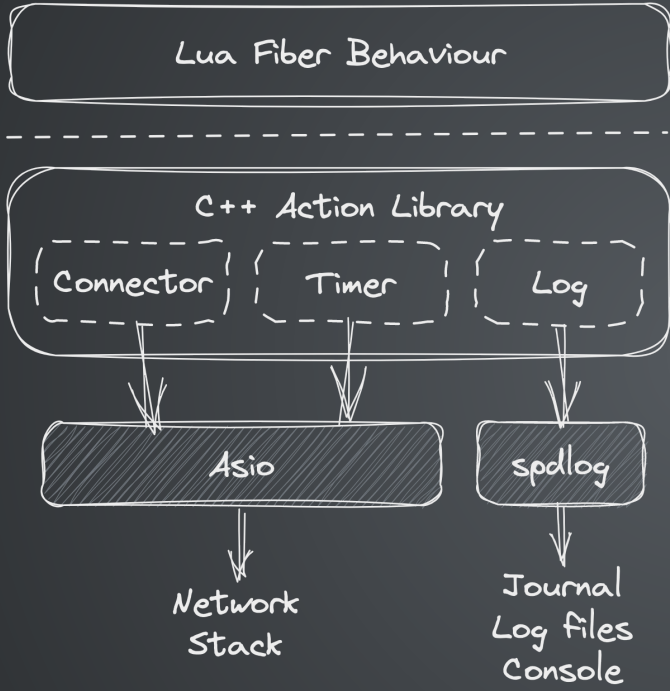 Lua Fiber Behaviour
C++ Action Library
Connector
Timer
Log
Asio
spdlog
Network
Stack
Journal
Log files
Console